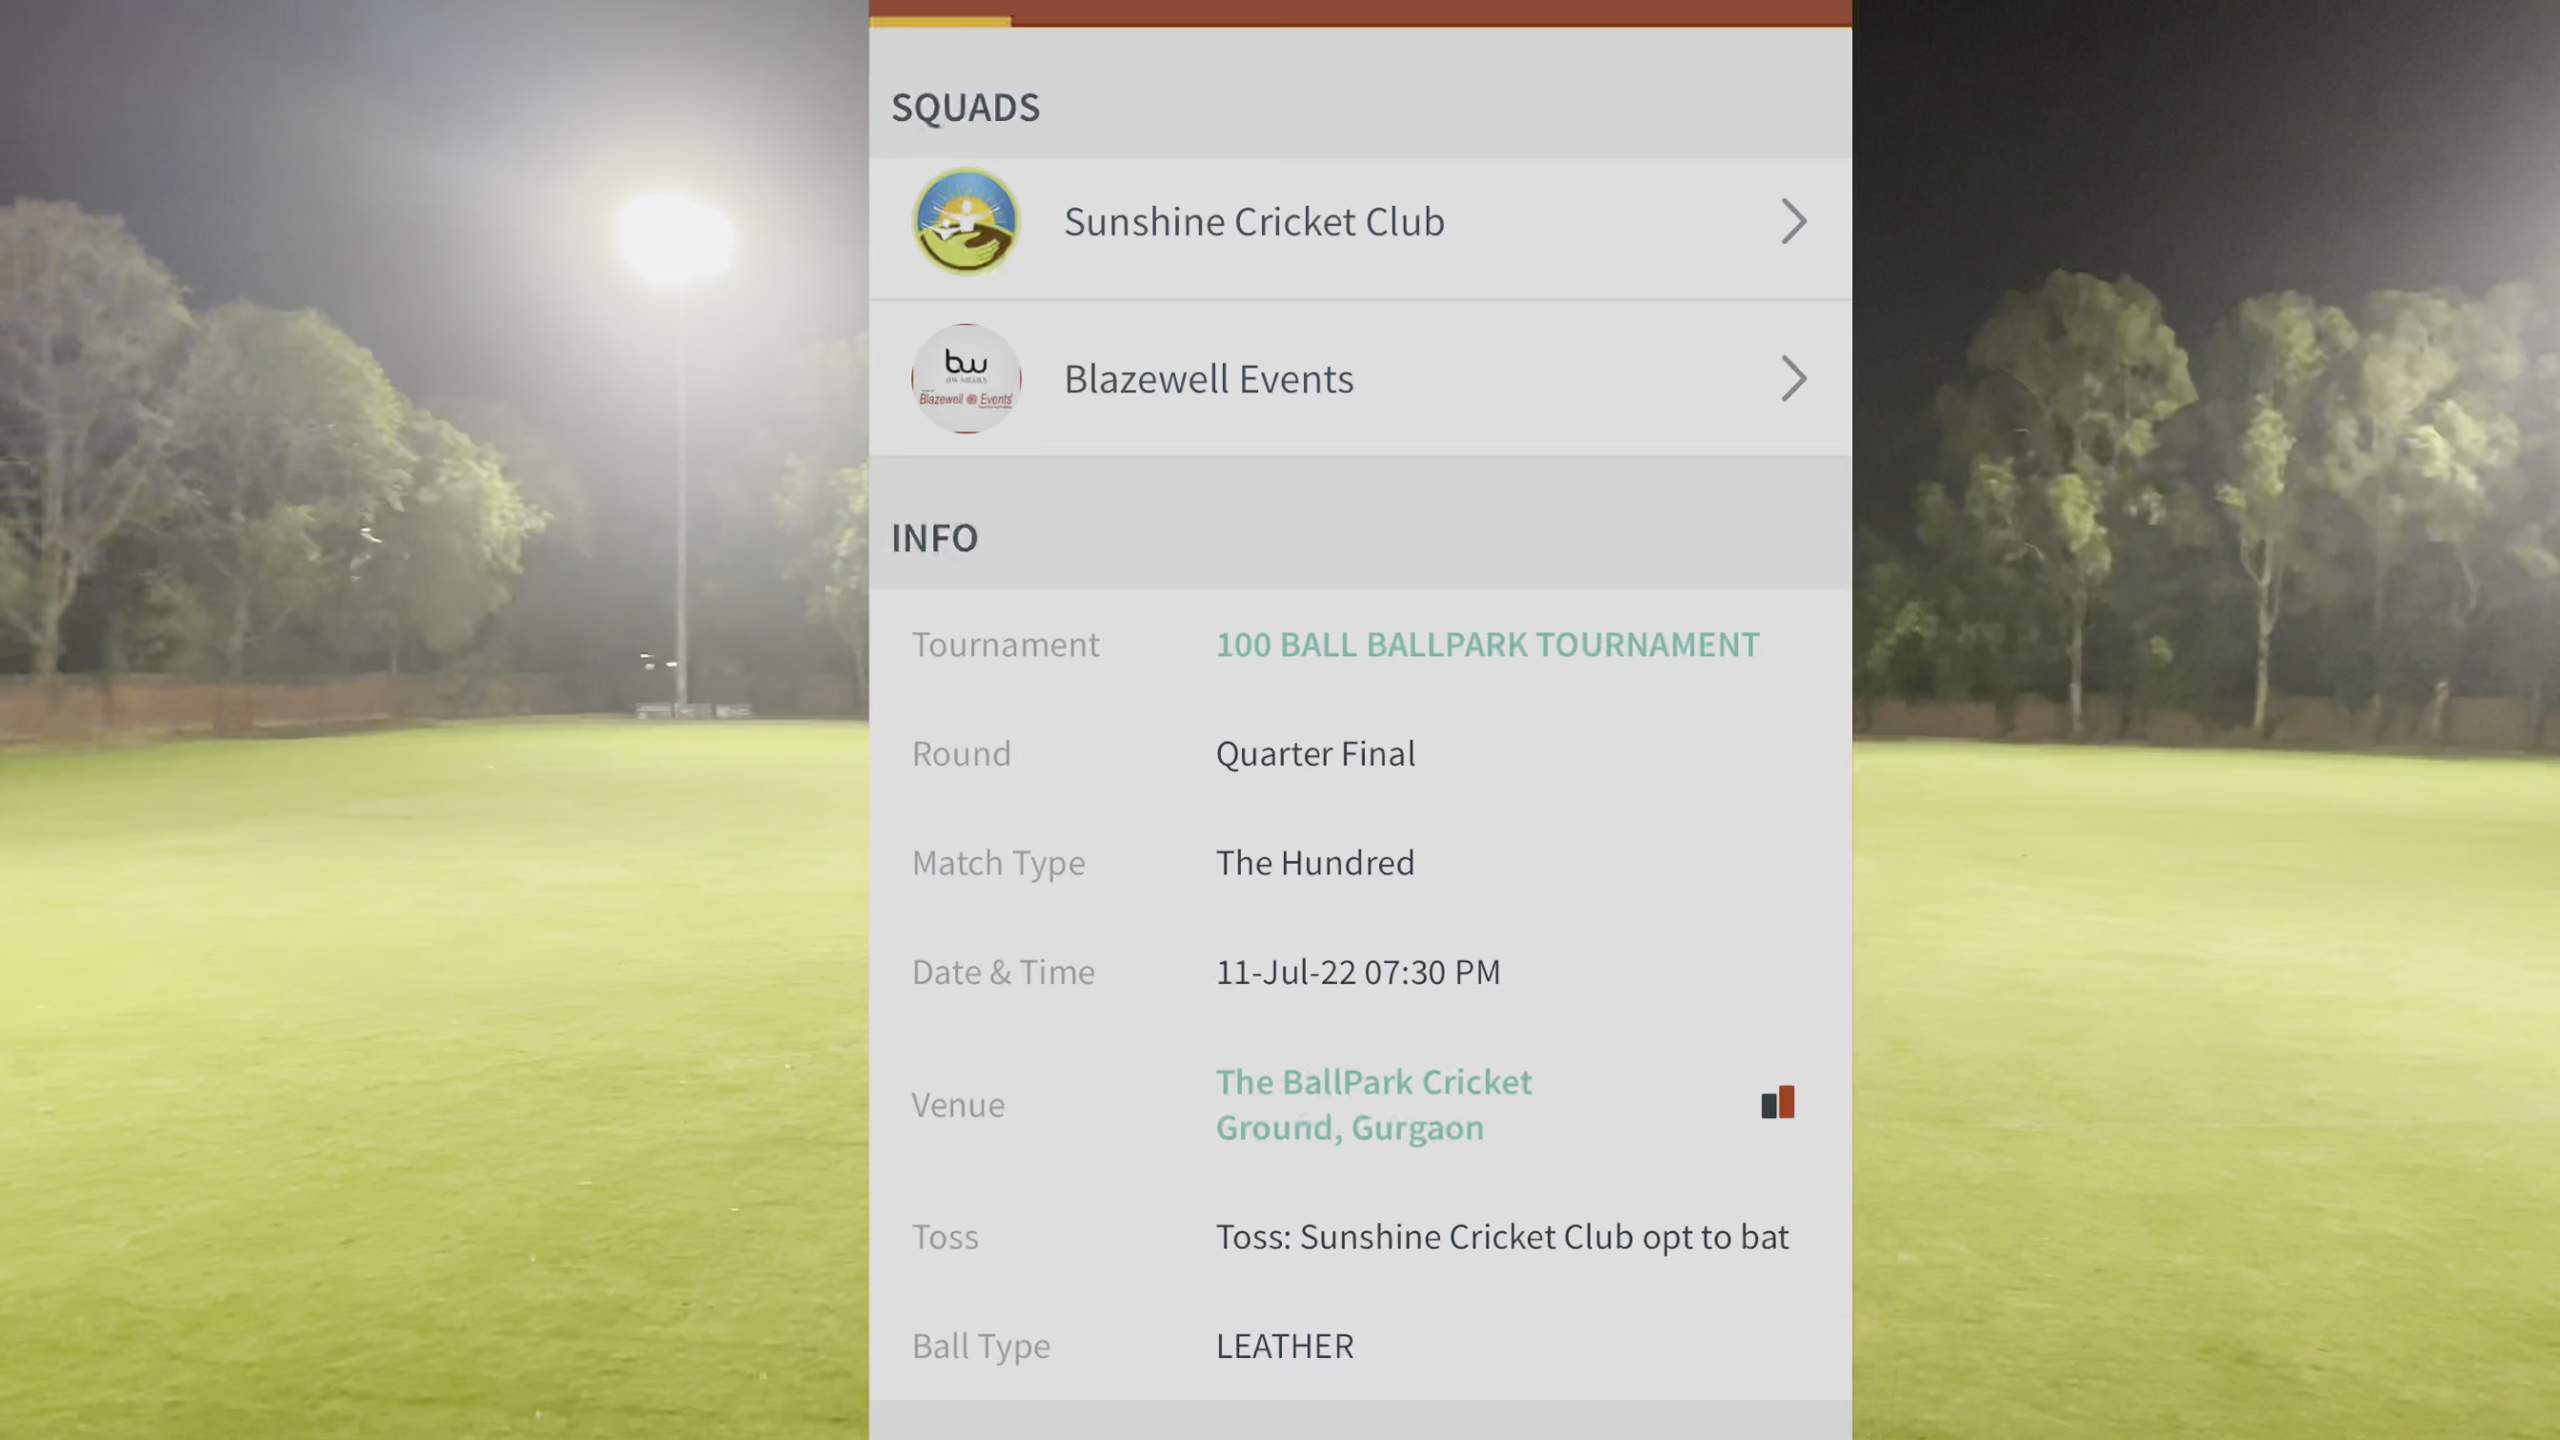 SQUADS
Sunshine Cricket Club
bw
Blazewell Events
Blazewell Events
INFO
Tournament 100 BALL BALLPARK TOURNAMENT
Round Quarter Final
Match Type The Hundred
Date & Time 11-Jul-22 07:30 PM
Venue The BallPark Cricket
Ground, Gurgaon
Toss Toss: Sunshine Cricket Club opt to bat
Ball Type LEATHER